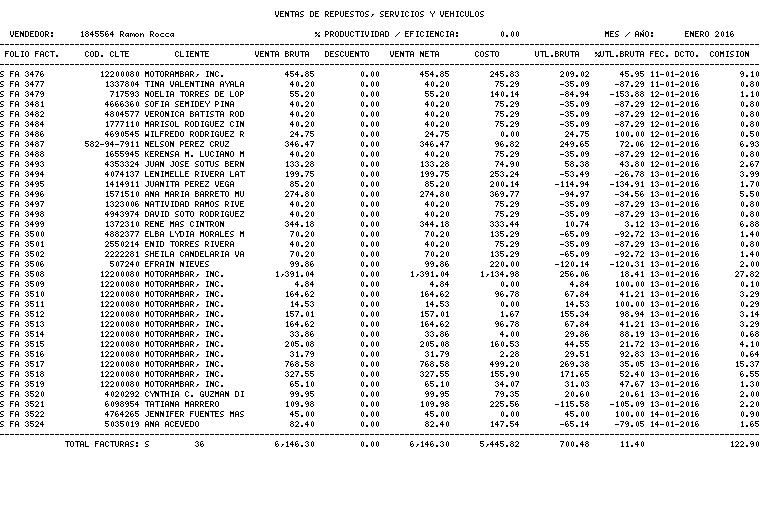 VENTAS DE REPUESTOS, SERVICIOS Y VEHICULOS
VENDEDOR: 1845564 Ramon Rocca % PRODUCTIVIDAD / EFICIENCIA: 0.00 MES / AÑO: ENERO 2016
FOLIO FACT. COD. CLTE CLIENTE VENTA BRUTA DESCUENTO VENTA NETA COSTO UTL.BRUTA %UTL.BRUTA FEC. DCTO. COMISION
S FA 3476 12200080 MOTORAMBAR, INC. 454.85 0.00 454.85 245.83 209.02 45.95 11-01-2016 9.10
S FA 3477 1337804 TINA VALENTINA AYALA 40.20 0.00 40.20 75.29 -35.09 -87.29 11-01-2016 0.80
S FA 3479 717593 NOELIA TORRES DE LOP 55.20 0.00 55.20 140.14 -84.94 -153.88 12-01-2016 1.10
S FA 3481 4666360 SOFIA SEMIDEY PINA 40.20 0.00 40.20 75.29 -35.09 -87.29 12-01-2016 0.80
S FA 3482 4804577 VERONICA BATISTA ROD 40.20 0.00 40.20 75.29 -35.09 -87.29 12-01-2016 0.80
S FA 3484 1777110 MARISOL RODIGUEZ CIN 40.20 0.00 40.20 75.29 -35.09 -87.29 12-01-2016 0.80
S FA 3486 4690545 WILFREDO RODRIGUEZ R 24.75 0.00 24.75 0.00 24.75 100.00 12-01-2016 0.50
S FA 3487 582-94-7911 NELSON PEREZ CRUZ 346.47 0.00 346.47 96.82 249.65 72.06 12-01-2016 6.93
S FA 3488 1655945 KERENSA M. LUCIANO M 40.20 0.00 40.20 75.29 -35.09 -87.29 12-01-2016 0.80
S FA 3493 4353324 JUAN JOSE SOTUS BERN 133.28 0.00 133.28 74.90 58.38 43.80 12-01-2016 2.67
S FA 3494 4074137 LENIMELLE RIVERA LAT 199.75 0.00 199.75 253.24 -53.49 -26.78 13-01-2016 3.99
S FA 3495 1414911 JUANITA PEREZ VEGA 85.20 0.00 85.20 200.14 -114.94 -134.91 13-01-2016 1.70
S FA 3496 1571510 ANA MARIA BARRETO MU 274.80 0.00 274.80 369.77 -94.97 -34.56 13-01-2016 5.50
S FA 3497 1323006 NATIVIDAD RAMOS RIVE 40.20 0.00 40.20 75.29 -35.09 -87.29 13-01-2016 0.80
S FA 3498 4943974 DAVID SOTO RODRIGUEZ 40.20 0.00 40.20 75.29 -35.09 -87.29 13-01-2016 0.80
S FA 3499 1372310 RENE MAS CINTRON 344.18 0.00 344.18 333.44 10.74 3.12 13-01-2016 6.88
S FA 3500 4882377 ELBA LYDIA MORALES M 70.20 0.00 70.20 135.29 -65.09 -92.72 13-01-2016 1.40
S FA 3501 2550214 ENID TORRES RIVERA 40.20 0.00 40.20 75.29 -35.09 -87.29 13-01-2016 0.80
S FA 3502 2222281 SHEILA CANDELARIA VA 70.20 0.00 70.20 135.29 -65.09 -92.72 13-01-2016 1.40
S FA 3506 507240 EFRAIN NIEVES 99.86 0.00 99.86 220.00 -120.14 -120.31 13-01-2016 2.00
S FA 3508 12200080 MOTORAMBAR, INC. 1,391.04 0.00 1,391.04 1,134.98 256.06 18.41 13-01-2016 27.82
S FA 3509 12200080 MOTORAMBAR, INC. 4.84 0.00 4.84 0.00 4.84 100.00 13-01-2016 0.10
S FA 3510 12200080 MOTORAMBAR, INC. 164.62 0.00 164.62 96.78 67.84 41.21 13-01-2016 3.29
S FA 3511 12200080 MOTORAMBAR, INC. 14.53 0.00 14.53 0.00 14.53 100.00 13-01-2016 0.29
S FA 3512 12200080 MOTORAMBAR, INC. 157.01 0.00 157.01 1.67 155.34 98.94 13-01-2016 3.14
S FA 3513 12200080 MOTORAMBAR, INC. 164.62 0.00 164.62 96.78 67.84 41.21 13-01-2016 3.29
S FA 3514 12200080 MOTORAMBAR, INC. 33.86 0.00 33.86 4.00 29.86 88.19 13-01-2016 0.68
S FA 3515 12200080 MOTORAMBAR, INC. 205.08 0.00 205.08 160.53 44.55 21.72 13-01-2016 4.10
S FA 3516 12200080 MOTORAMBAR, INC. 31.79 0.00 31.79 2.28 29.51 92.83 13-01-2016 0.64
S FA 3517 12200080 MOTORAMBAR, INC. 768.58 0.00 768.58 499.20 269.38 35.05 13-01-2016 15.37
S FA 3518 12200080 MOTORAMBAR, INC. 327.55 0.00 327.55 155.90 171.65 52.40 13-01-2016 6.55
S FA 3519 12200080 MOTORAMBAR, INC. 65.10 0.00 65.10 34.07 31.03 47.67 13-01-2016 1.30
S FA 3520 4020292 CYNTHIA C. GUZMAN DI 99.95 0.00 99.95 79.35 20.60 20.61 13-01-2016 2.00
S FA 3521 6098954 TATIANA MARRERO 109.98 0.00 109.98 225.56 -115.58 -105.09 13-01-2016 2.20
S FA 3522 4764265 JENNIFER FUENTES MAS 45.00 0.00 45.00 0.00 45.00 100.00 14-01-2016 0.90
S FA 3524 5035019 ANA ACEVEDO 82.40 0.00 82.40 147.54 -65.14 -79.05 14-01-2016 1.65
TOTAL FACTURAS: S 36 6,146.30 0.00 6,146.30 5,445.82 700.48 11.40 122.90